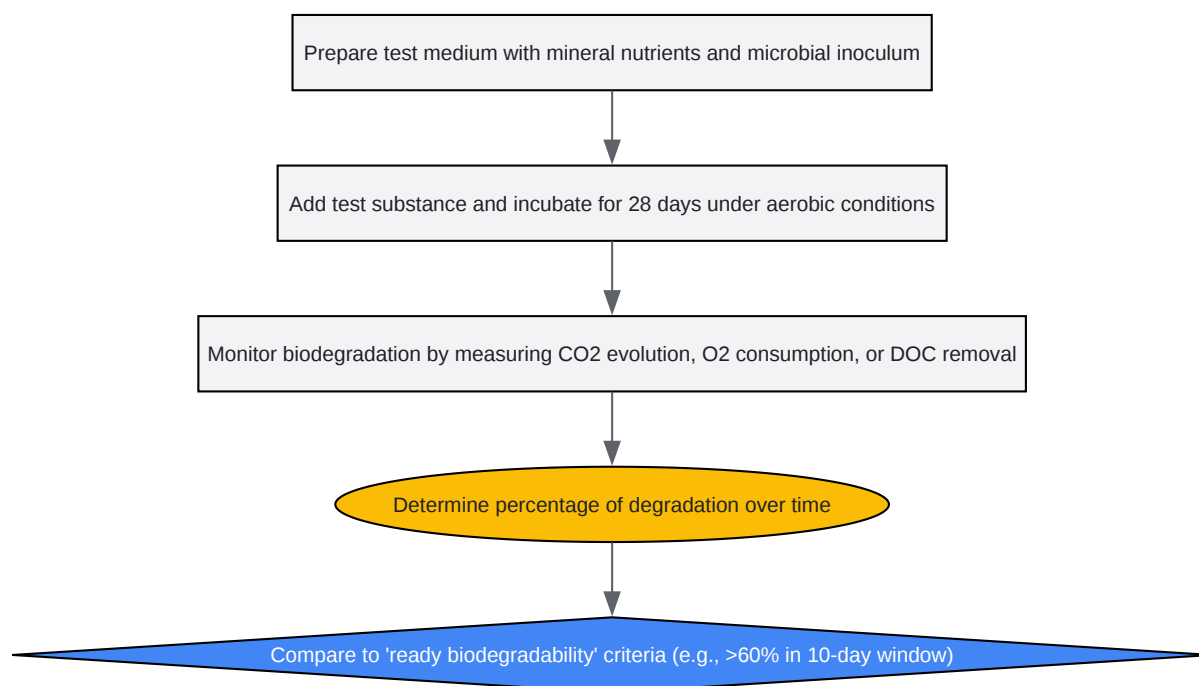 Prepare test medium with mineral nutrients and microbial inoculum
Add test substance and incubate for 28 days under aerobic conditions
Monitor biodegradation by measuring CO2 evolution, O2 consumption, or DOC removal
Determine percentage of degradation over time
Compare to 'ready biodegradability' criteria (e.g., >60% in 10-day window)